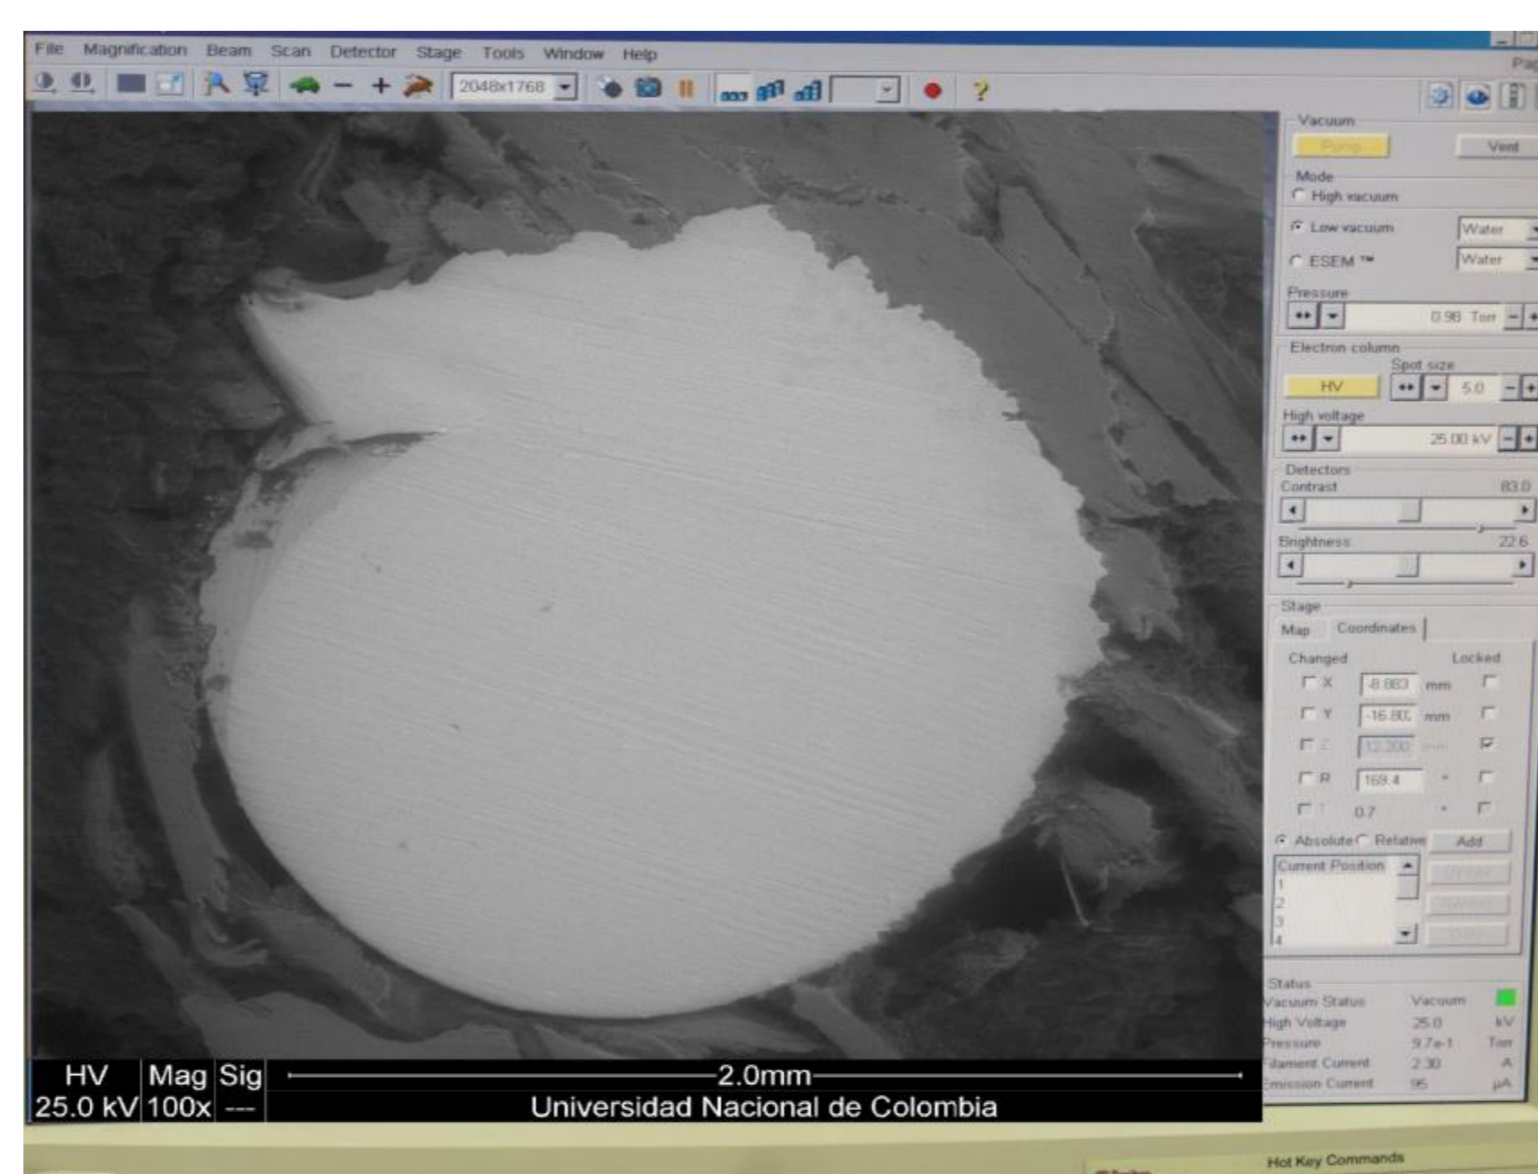 File Magnification Beam Scan Detector Stage Tools Window Help
2048x1768
Vacuum
Pump Vent
Mode
High vacuum
Low vacuum Water
ESEM ™ Water
Pressure
0.98 Torr
Electron column
Spot size
HV 5.0
High voltage
25.00 kV
Detectors
Contrast 83.0
Brightness 22.6
Stage
Map Coordinates
Changed Locked
X -8.883 mm
Y mm
Z 12.200 mm
R 169.4 °
T 0.7 °
Absolute Relative Add
Current Position
1
2
3
4
Status
Vacuum Status Vacuum
High Voltage 25.0 kV
Pressure 9.7e-1 Torr
Filament Current 2.30 A
Emission Current 95 µA
HV Mag Sig 2.0mm
25.0 kV 100x --- Universidad Nacional de Colombia
Hot Key Commands